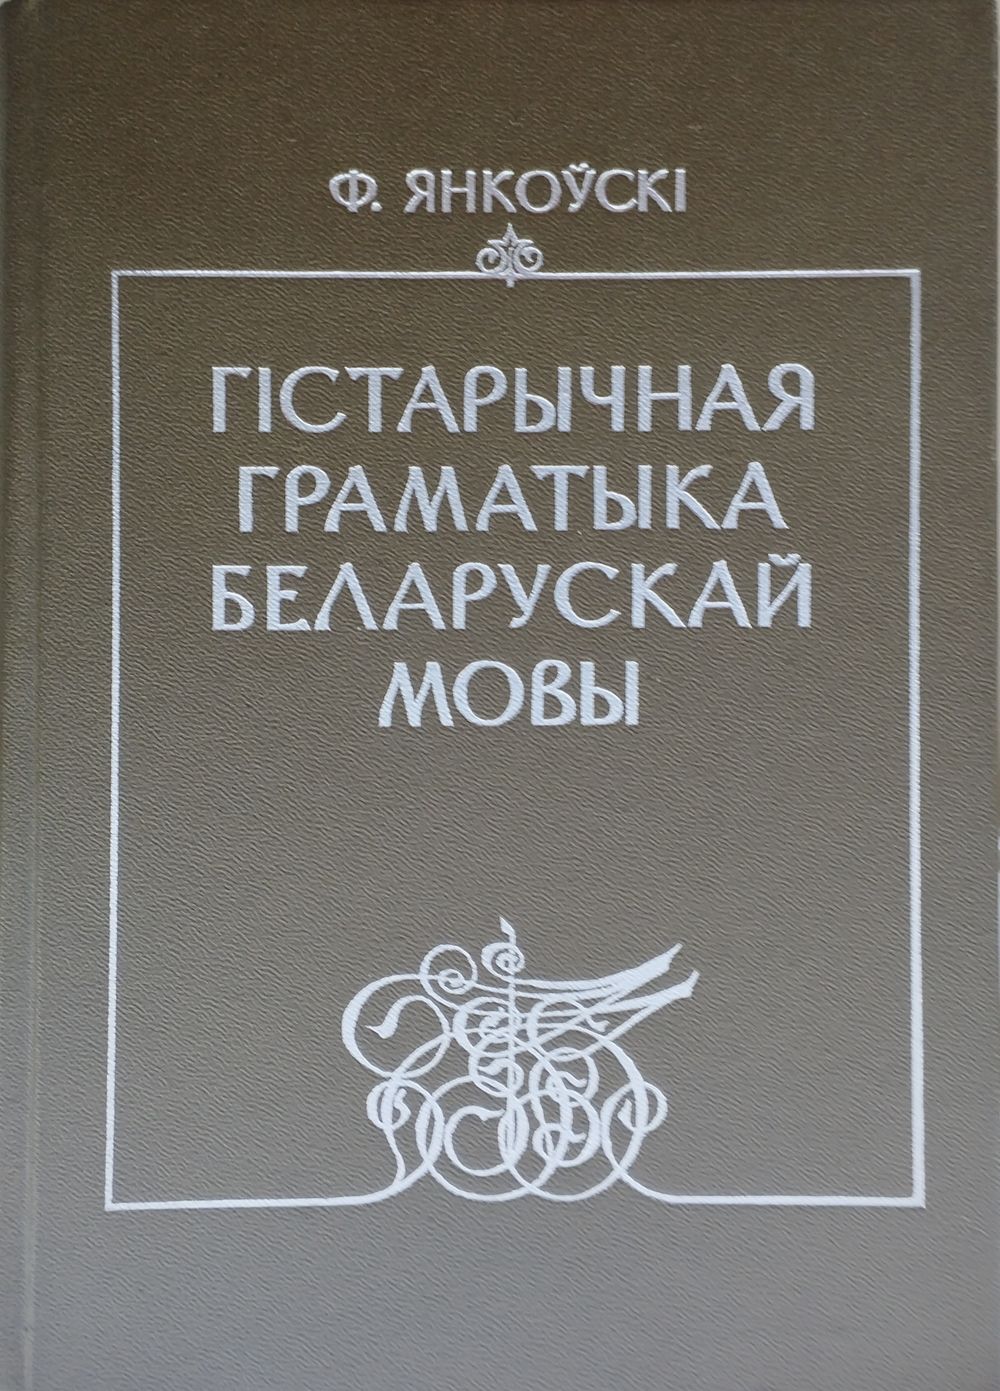 Ф. ЯНКОЎСКІ
ГІСТАРЫЧНАЯ
ГРАМАТЫКА
БЕЛАРУСКАЙ
МОВЫ